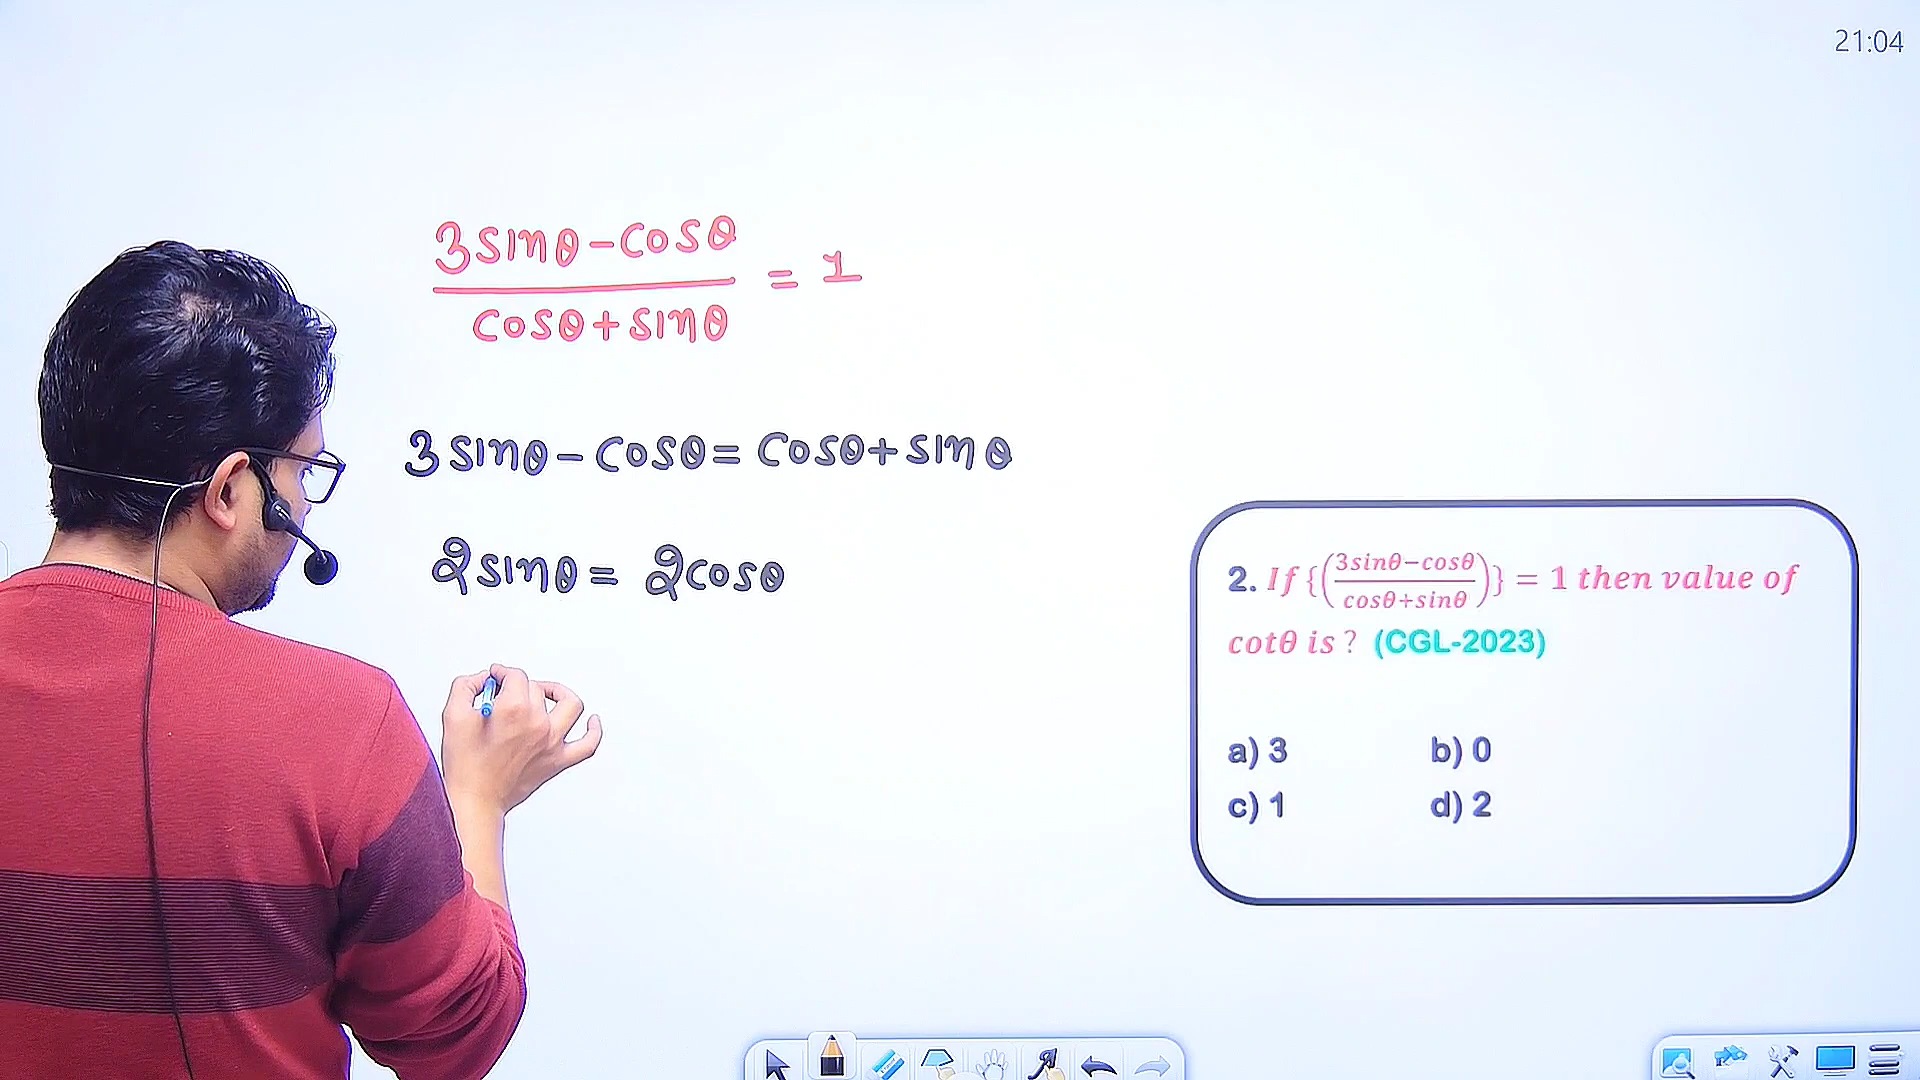 21:04
3sinθ-cosθ
cosθ+sinθ
= 1
3sinθ-cosθ=cosθ+sinθ
2sinθ= 2cosθ
2. If {(3sinθ−cosθ / cosθ+sinθ)} = 1 then value of
cotθ is ? (CGL-2023)
a) 3 b) 0
c) 1 d) 2